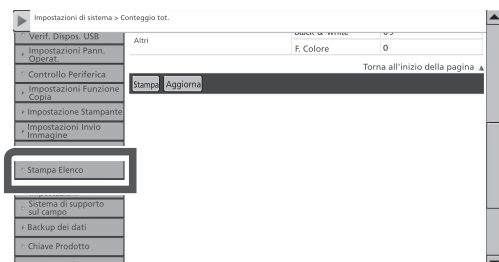 Impostazioni di sistema > Conteggio tot.
Verif. Dispos. USB
Impostazioni Pann.
Operat.
Controllo Periferica
Impostazioni Funzione
Copia
Impostazione Stampante
Impostazioni Invio
Immagine
Stampa Elenco
Sistema di supporto
sul campo
Backup dei dati
Chiave Prodotto
Altri
Black & White
F. Colore 0
Torna all'inizio della pagina ▲
Stampa Aggiorna